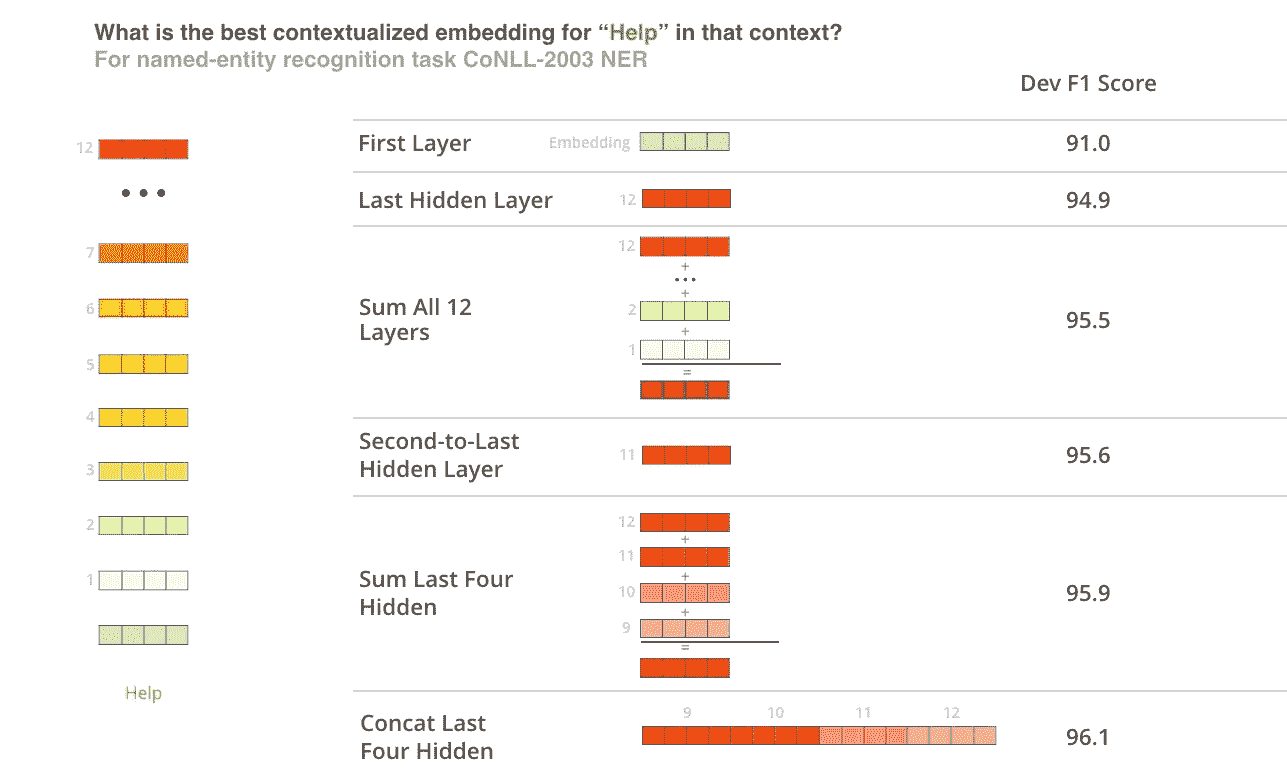 What is the best contextualized embedding for “Help” in that context?
For named-entity recognition task CoNLL-2003 NER
Dev F1 Score
12
• • •
7
6
5
4
3
2
1
Help
First Layer Embedding 91.0
Last Hidden Layer 12 94.9
12
+
• • •
+
2
+
1
=
Sum All 12
Layers
95.5
Second-to-Last
Hidden Layer
11
95.6
12
+
11
+
10
+
9
=
Sum Last Four
Hidden
95.9
9 10 11 12
Concat Last
Four Hidden
96.1